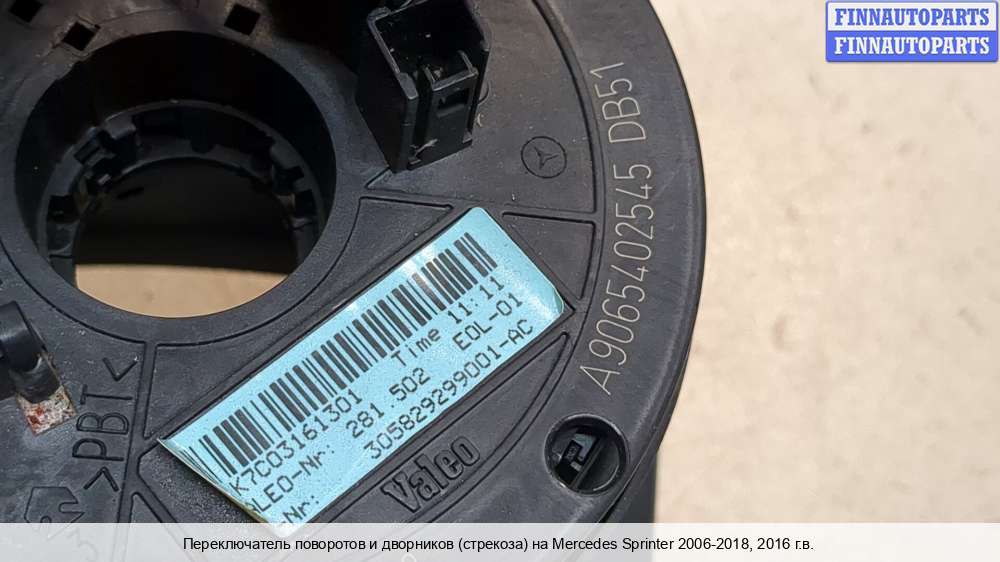 FINNAUTOPARTS
FINNAUTOPARTS
A9065402545 DB51
K7C03161301 Time 11:11
ALEO-Nr: 281 502 EOL-01
-Nr: 305829299001-AC
Valeo
>PBT<
Переключатель поворотов и дворников (стрекоза) на Mercedes Sprinter 2006-2018, 2016 г.в.